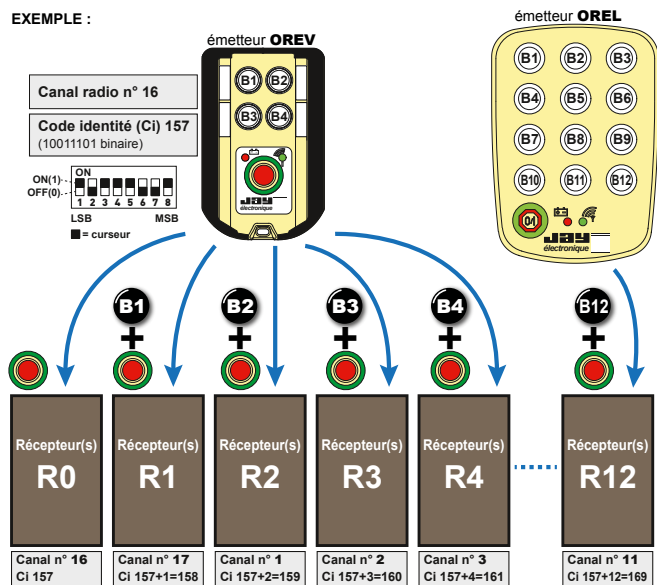 EXEMPLE :
émetteur OREV
émetteur OREL
Canal radio n° 16
Code identité (Ci) 157
(10011101 binaire)
ON
ON(1)
OFF(0)
1 2 3 4 5 6 7 8
LSB MSB
= curseur
B1 B2
B3 B4
JAY
électronique
B1 B2 B3
B4 B5 B6
B7 B8 B9
B10 B11 B12
JAY
électronique
B1 B2 B3 B4 B12
+ + + + +
Récepteur(s)
R0
Récepteur(s)
R1
Récepteur(s)
R2
Récepteur(s)
R3
Récepteur(s)
R4
Récepteur(s)
R12
Canal n° 16
Ci 157
Canal n° 17
Ci 157+1=158
Canal n° 1
Ci 157+2=159
Canal n° 2
Ci 157+3=160
Canal n° 3
Ci 157+4=161
Canal n° 11
Ci 157+12=169